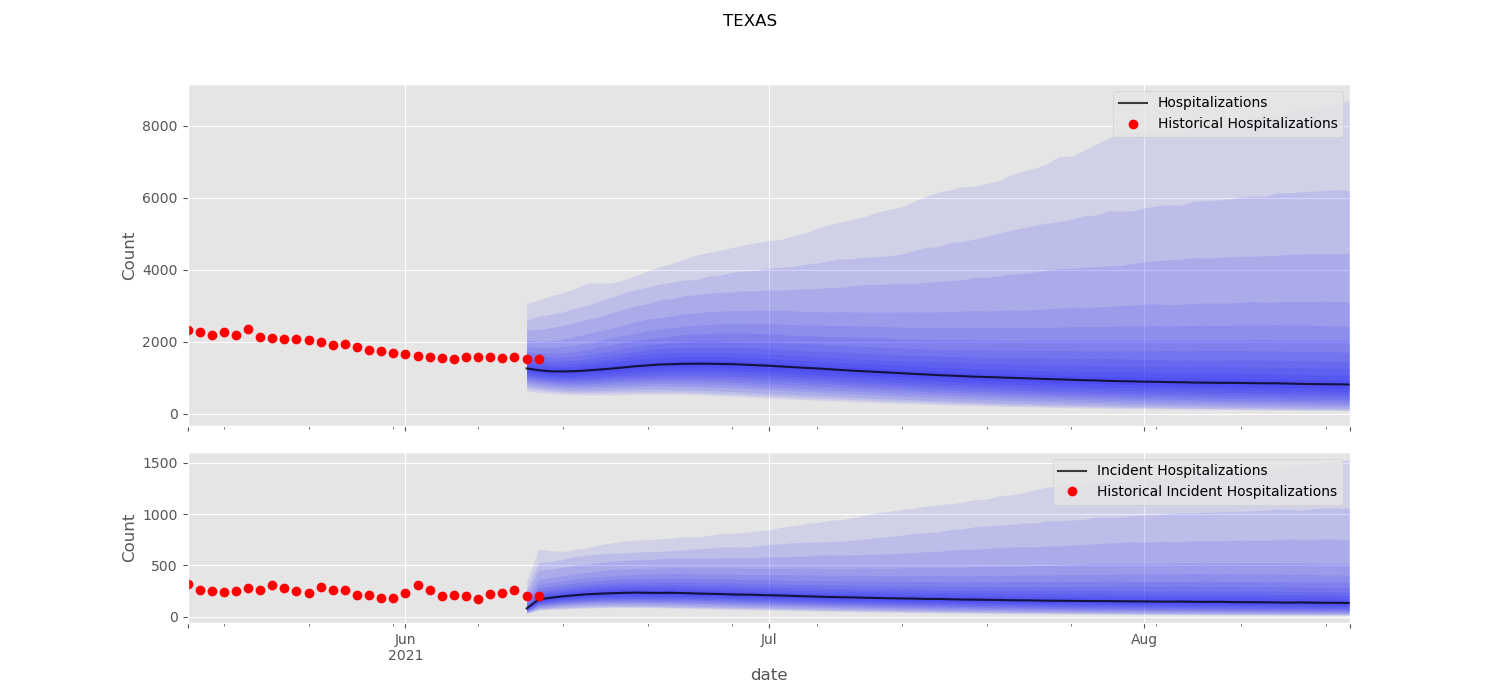 TEXAS
Hospitalizations
Historical Hospitalizations
8000
6000
4000
2000
0
Count
Incident Hospitalizations
Historical Incident Hospitalizations
1500
1000
500
0
Count
Jun
2021
Jul
Aug
date